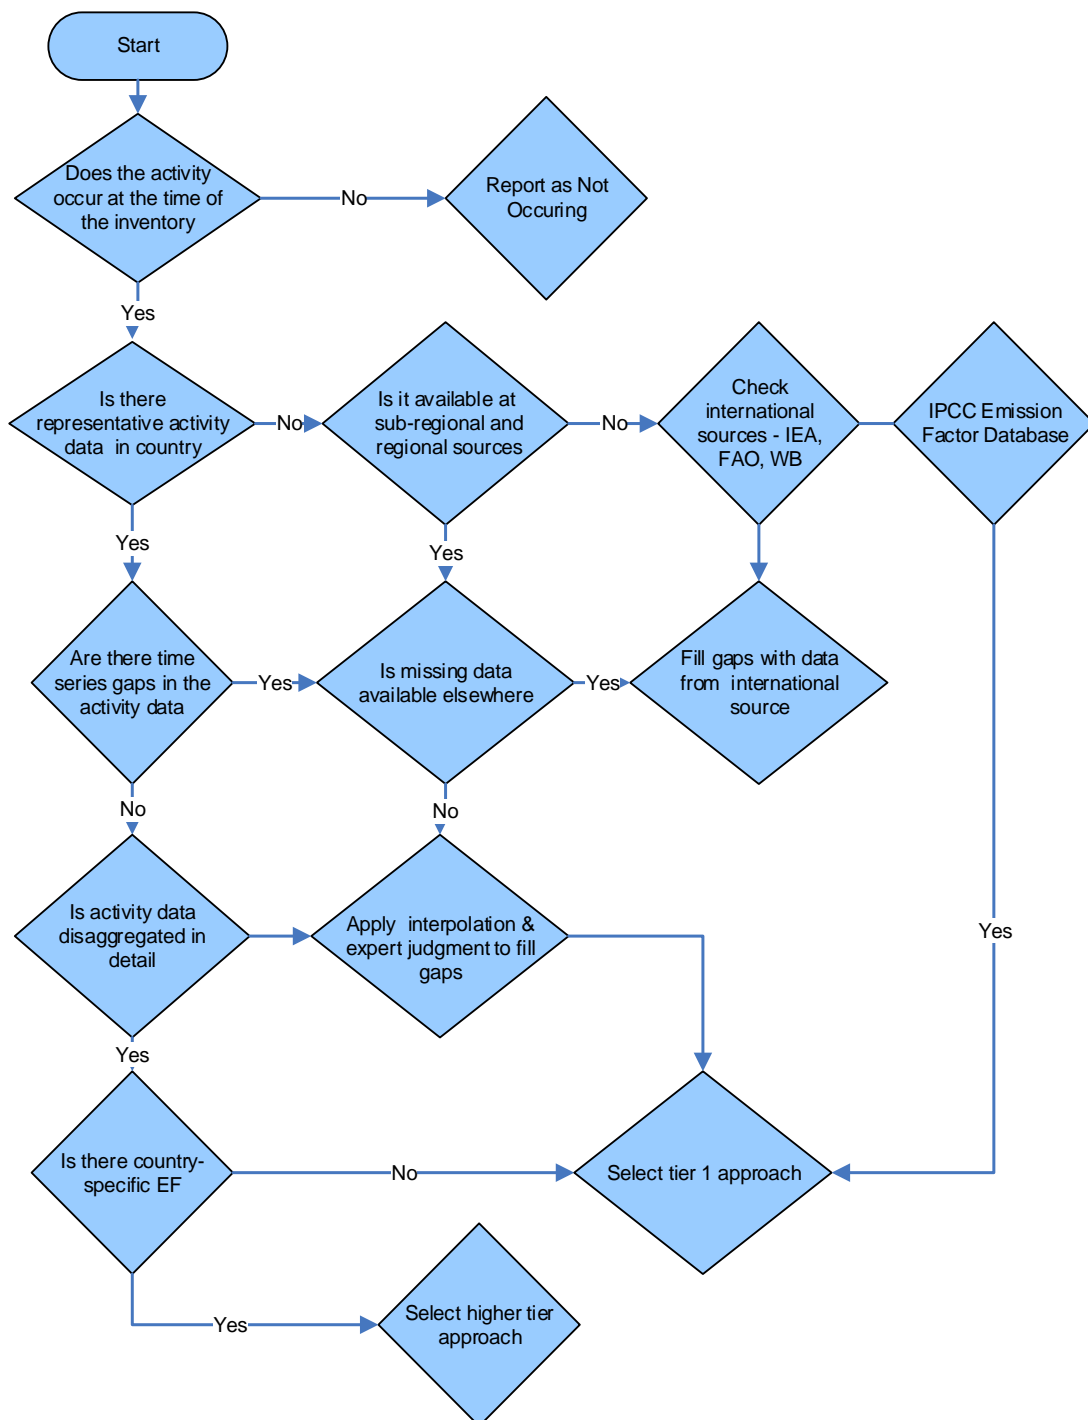 Start
Does the activity
occur at the time of
the inventory
No
Report as Not
Occuring
Yes
Is there
representative activity
data in country
No
Is it available at
sub-regional and
regional sources
No
Check
international
sources - IEA,
FAO, WB
IPCC Emission
Factor Database
Yes
Yes
Are there time
series gaps in the
activity data
Yes
Is missing data
available elsewhere
Yes
Fill gaps with data
from international
source
No
No
Is activity data
disaggregated in
detail
Apply interpolation &
expert judgment to fill
gaps
Yes
Yes
Is there country-
specific EF
No
Select tier 1 approach
Yes
Select higher tier
approach